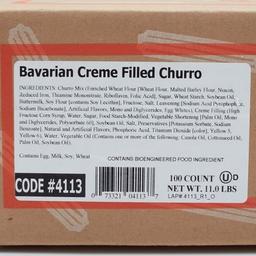 Bavarian Creme Filled Churro
INGREDIENTS: Churro Mix (Enriched Wheat Flour [Wheat Flour, Malted Barley Flour, Niacin,
Reduced Iron, Thiamine Mononitrate, Riboflavin, Folic Acid], Sugar, Wheat Starch, Soybean Oil,
Buttermilk, Soy Flour [contains Soy Lecithin], Fructose, Salt, Leavening [Sodium Acid Pyrophosphate,
Sodium Bicarbonate], Artificial Flavors, Mono and Diglycerides, Egg Whites), Creme Filling (High
Fructose Corn Syrup, Water, Sugar, Food Starch-Modified, Vegetable Shortening [Palm Oil, Mono
and Diglycerides, Polysorbate 60], Soybean Oil, Salt, Preservatives [Potassium Sorbate, Sodium
Benzoate], Natural and Artificial Flavors, Phosphoric Acid, Titanium Dioxide [color], Yellow 5,
Yellow 6), Water, Vegetable Oil (Contains one or more of the following: Canola Oil, Cottonseed Oil,
Palm Oil, Soybean Oil).
Contains Egg, Milk, Soy, Wheat
CONTAINS BIOENGINEERED FOOD INGREDIENT
CODE #4113
0 73321 04113 7
100 COUNT U D
NET WT. 11.0 LBS
LAP# 4113_R1_O